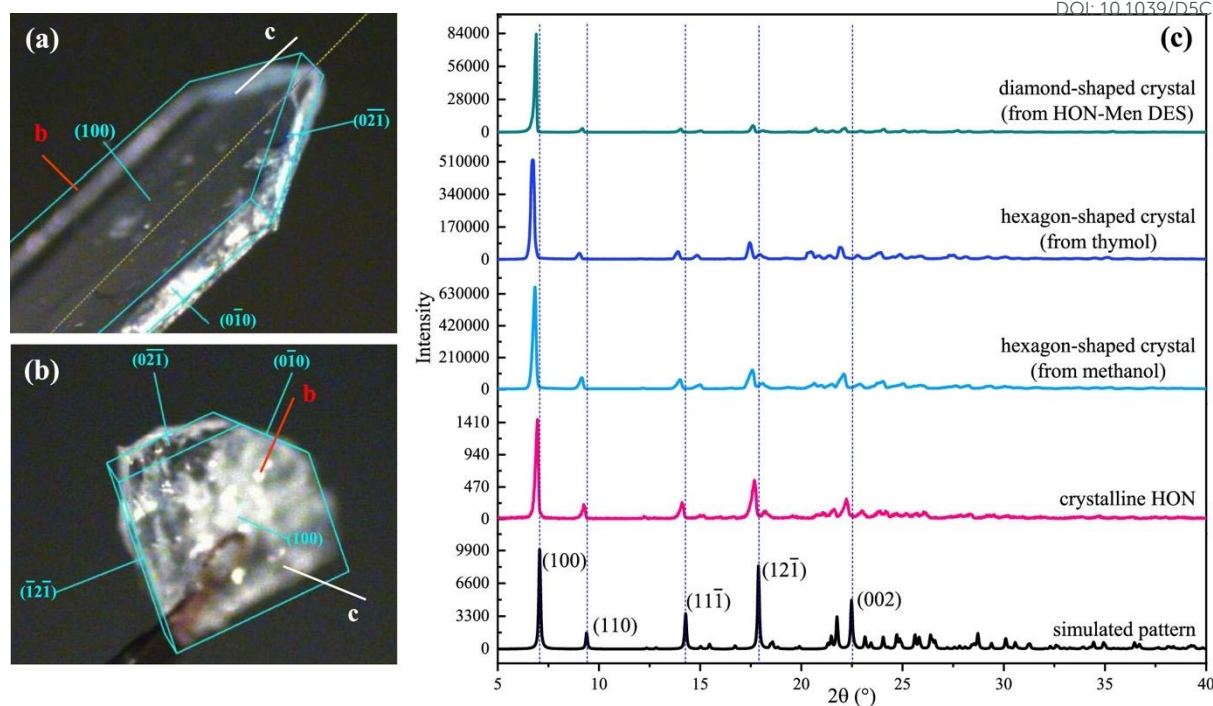 DOI: 10.1039/D5C
(a)
c
(100)
(02̅1̅)
b
(01̅0)
(b)
(02̅1̅)
(01̅0)
b
(100)
(1̅21̅)
c
(c)
84000
56000
28000
0
diamond-shaped crystal
(from HON-Men DES)
510000
340000
170000
0
hexagon-shaped crystal
(from thymol)
630000
420000
210000
0
hexagon-shaped crystal
(from methanol)
1410
940
470
0
crystalline HON
9900
6600
3300
0
(100)
(110)
(111̅)
(121̅)
(002)
simulated pattern
Intensity
5 10 15 20 25 30 35 40
2θ (°)